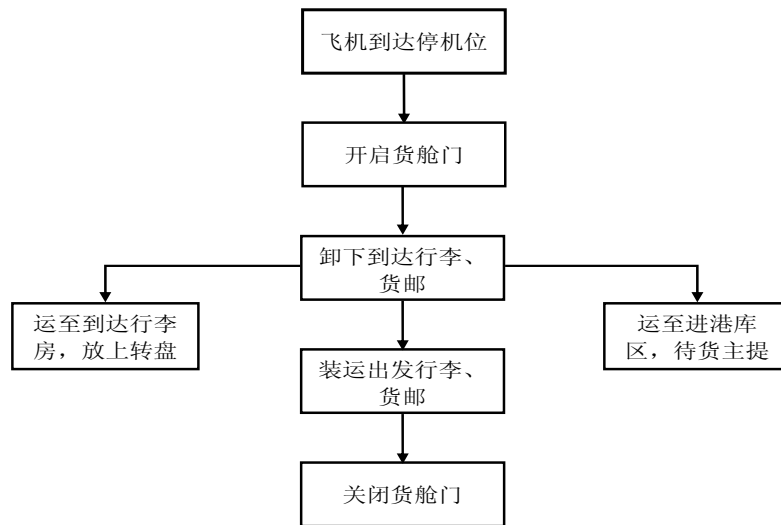 飞机到达停机位
开启货舱门
卸下到达行李、
货邮
运至到达行李
房，放上转盘
运至进港库
区，待货主提
装运出发行李、
货邮
关闭货舱门